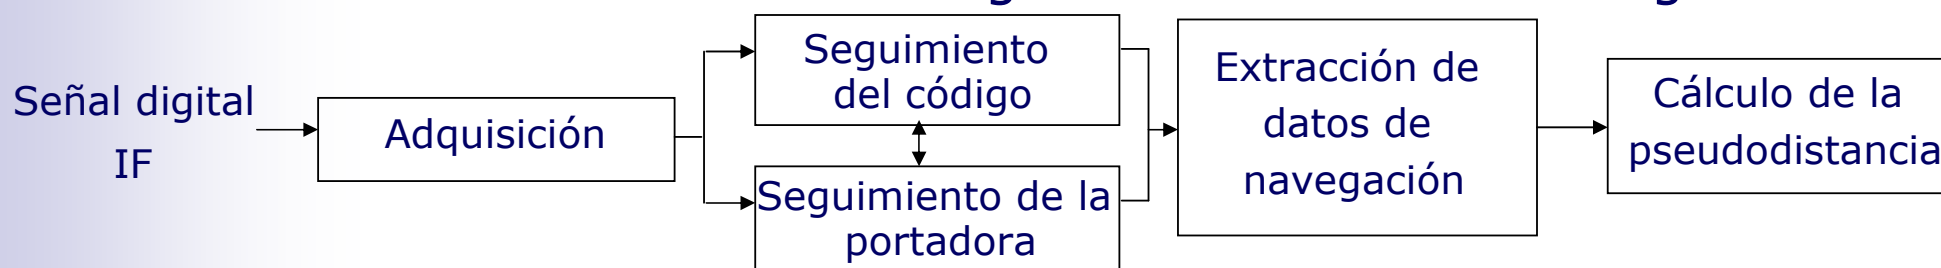 Señal digital
IF
Adquisición
Seguimiento
del código
Seguimiento de la
portadora
Extracción de
datos de
navegación
Cálculo de la
pseudodistancia